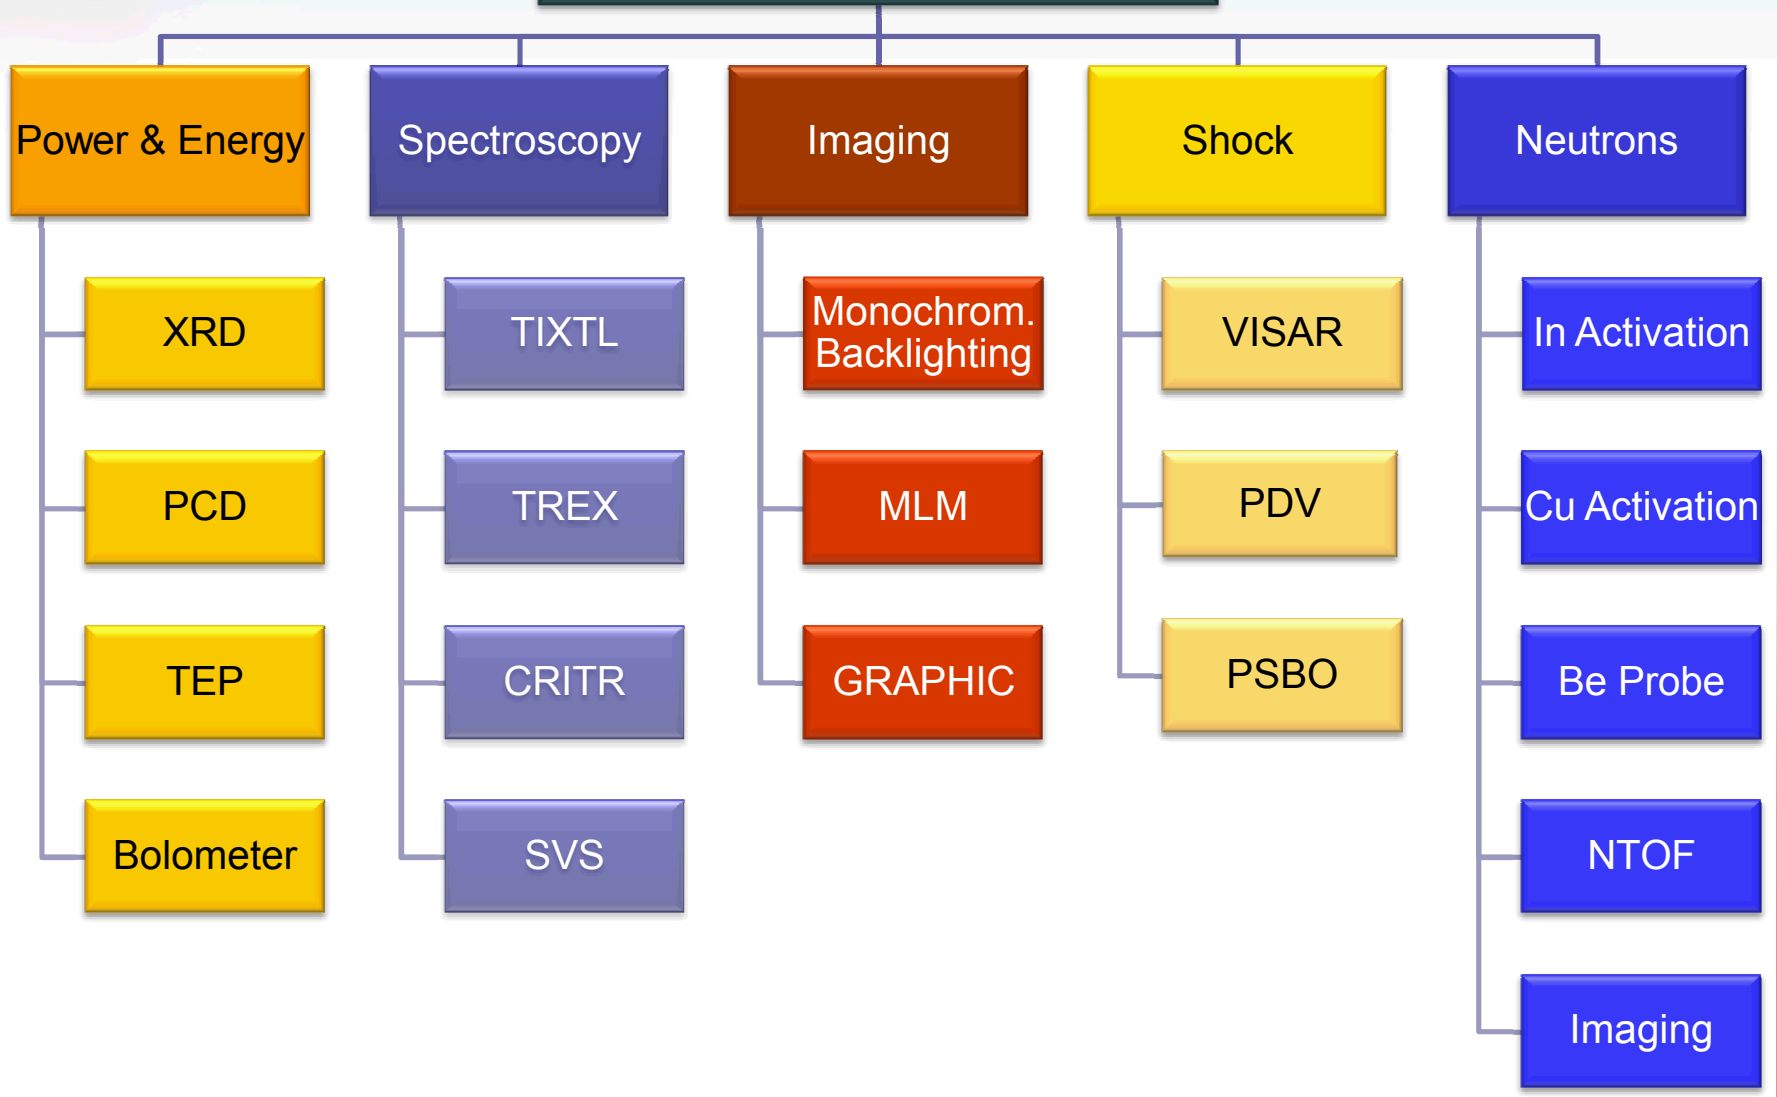 Power & Energy
Spectroscopy
Imaging
Shock
Neutrons
XRD
TIXTL
Monochrom.
Backlighting
VISAR
In Activation
PCD
TREX
MLM
PDV
Cu Activation
TEP
CRITR
GRAPHIC
PSBO
Be Probe
Bolometer
SVS
NTOF
Imaging